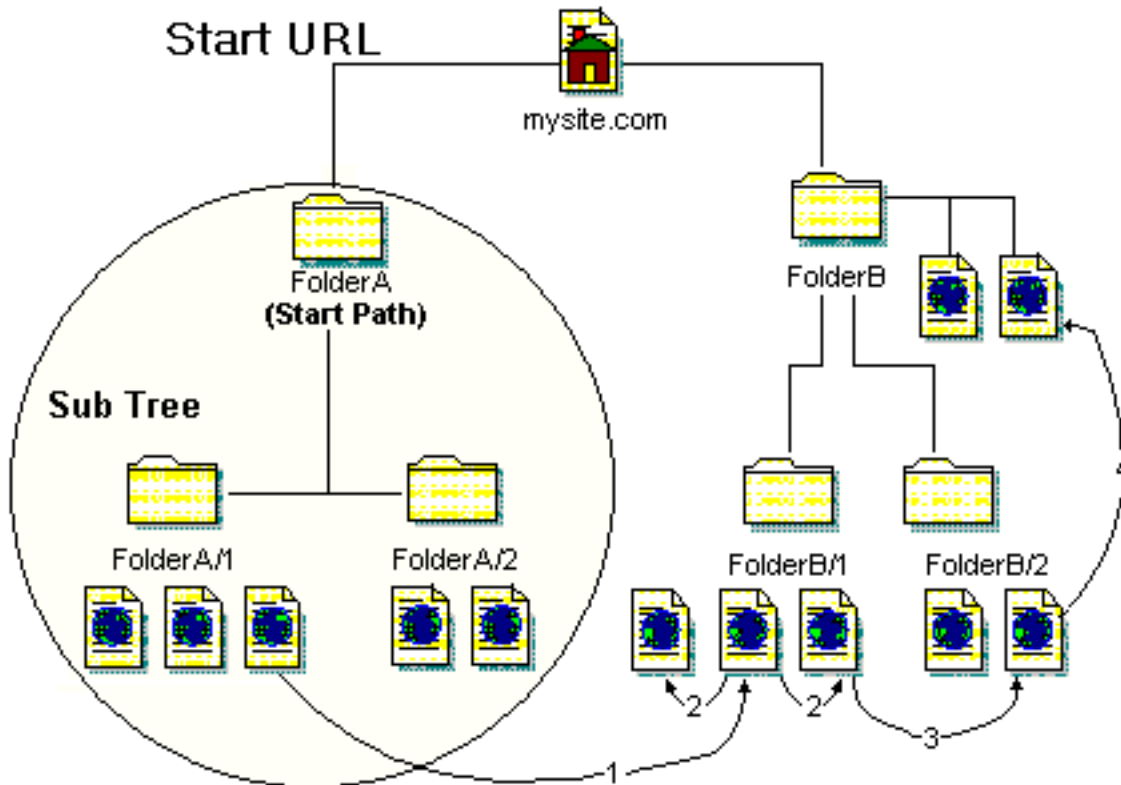 Start URL
mysite.com
FolderA
(Start Path)
FolderB
Sub Tree
FolderA/1
FolderA/2
FolderB/1
FolderB/2
2
2
3
1
4